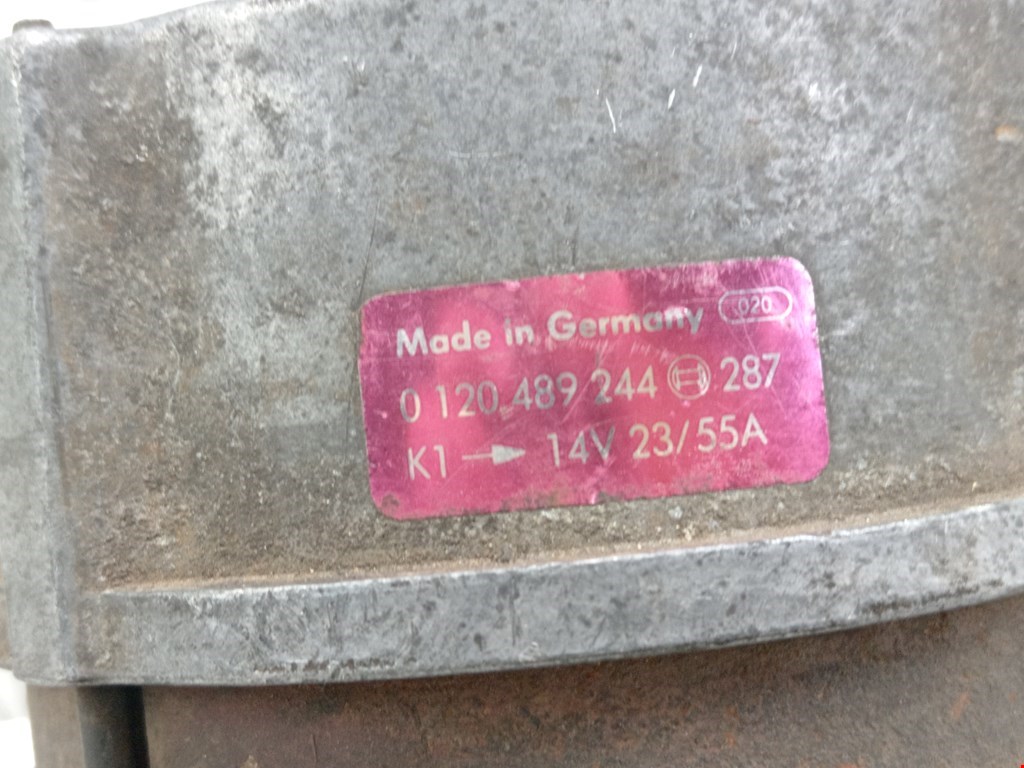 Made in Germany 020
0 120 489 244 287
K1 14V 23/55A